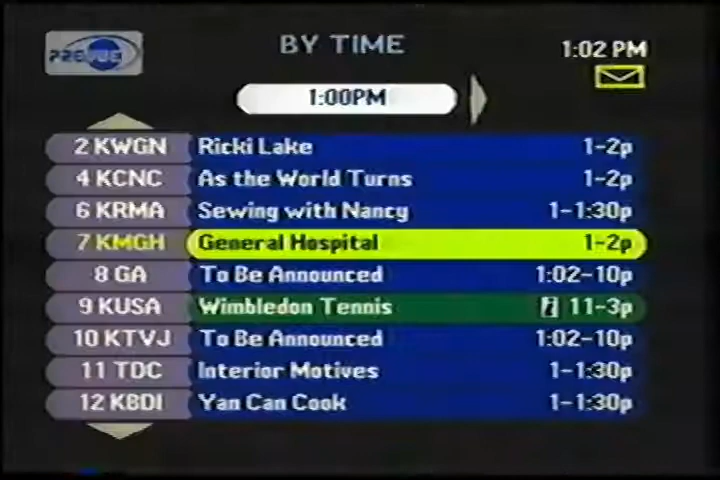 PREVUE
BY TIME
1:02 PM
1:00PM
2 KWGN Ricki Lake 1-2p
4 KCNC As the World Turns 1-2p
6 KRMA Sewing with Nancy 1-1:30p
7 KMGH General Hospital 1-2p
8 GA To Be Announced 1:02-10p
9 KUSA Wimbledon Tennis i 11-3p
10 KTVJ To Be Announced 1:02-10p
11 TDC Interior Motives 1-1:30p
12 KBDI Yan Can Cook 1-1:30p